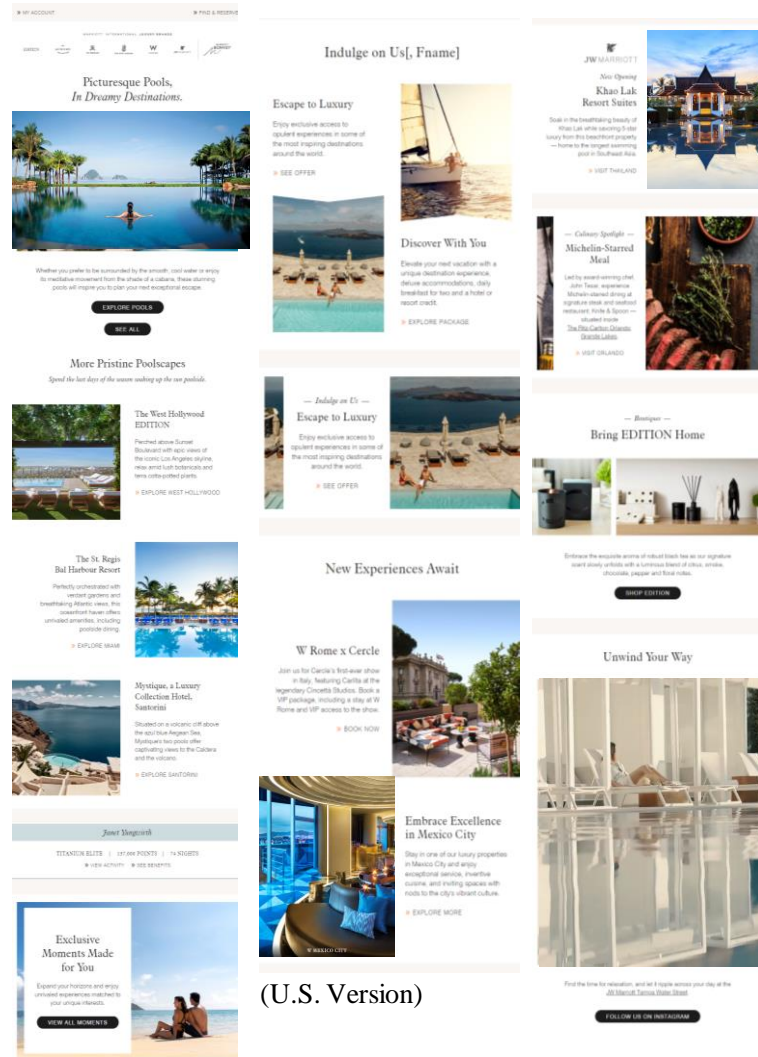 MY ACCOUNT
FIND & RESERVE
MARRIOTT INTERNATIONAL LUXURY BRANDS
EDITION
W
Picturesque Pools,
In Dreamy Destinations.
Whether you prefer to be surrounded by the smooth, cool water or enjoy
its meditative movement from the shade of a cabana, these stunning
pools will inspire you to plan your next exceptional escape.
EXPLORE POOLS
SEE ALL
More Pristine Poolscapes
Spend the last days of the season soaking up the sun poolside.
The West Hollywood
EDITION
Perched above Sunset
Boulevard with epic views of
the iconic Los Angeles skyline,
relax amid lush botanicals and
terra cotta-potted plants.
» EXPLORE WEST HOLLYWOOD
The St. Regis
Bal Harbour Resort
Perfectly orchestrated with
verdant gardens and
breathtaking Atlantic views, this
oceanfront haven offers
unrivaled amenities, including
poolside dining.
» EXPLORE MIAMI
Mystique, a Luxury
Collection Hotel,
Santorini
Situated on a volcanic cliff above
the azul blue Aegean Sea,
Mystique's two pools offer
captivating views to the Caldera
and the volcano.
» EXPLORE SANTORINI
TITANIUM ELITE | 257,000 POINTS | 74 NIGHTS
VIEW ACTIVITY SEE BENEFITS
Exclusive
Moments Made
for You
Expand your horizons and enjoy
unrivaled experiences matched to
your unique interests.
VIEW ALL MOMENTS
Indulge on Us[, Fname]
Escape to Luxury
Enjoy exclusive access to
opulent experiences in some of
the most inspiring destinations
around the world.
» SEE OFFER
Discover With You
Elevate your next vacation with a
unique destination experience,
deluxe accommodations, daily
breakfast for two and a hotel or
resort credit.
» EXPLORE PACKAGE
— Indulge on Us —
Escape to Luxury
Enjoy exclusive access to
opulent experiences in some of
the most inspiring destinations
around the world.
» SEE OFFER
New Experiences Await
W Rome x Cercle
Join us for Cercle's first-ever show
in Italy, featuring Carlita at the
legendary Cinecittà Studios. Book a
VIP package, including a stay at W
Rome and VIP access to the show.
» BOOK NOW
W MEXICO CITY
Embrace Excellence
in Mexico City
Stay in one of our luxury properties
in Mexico City and enjoy
exceptional service, inventive
cuisine, and inviting spaces with
nods to the city's vibrant culture.
» EXPLORE MORE
(U.S. Version)
JW MARRIOTT
New Opening
Khao Lak
Resort Suites
Soak in the breathtaking beauty of
Khao Lak while savoring 5-star
luxury from this beachfront property
— home to the longest swimming
pool in Southeast Asia.
» VISIT THAILAND
— Culinary Spotlight —
Michelin-Starred
Meal
Led by award-winning chef,
John Tesar, experience
Michelin-starred dining at
signature steak and seafood
restaurant, Knife & Spoon —
situated inside
The Ritz-Carlton Orlando,
Grande Lakes.
» VISIT ORLANDO
— Boutiques —
Bring EDITION Home
Embrace the exquisite aroma of robust black tea as our signature
scent slowly unfolds with a luminous blend of citrus, smoke,
chocolate, pepper and floral notes.
SHOP EDITION
Unwind Your Way
Find the time for relaxation, and let it ripple across your day at the
JW Marriott Tampa Water Street.
FOLLOW US ON INSTAGRAM